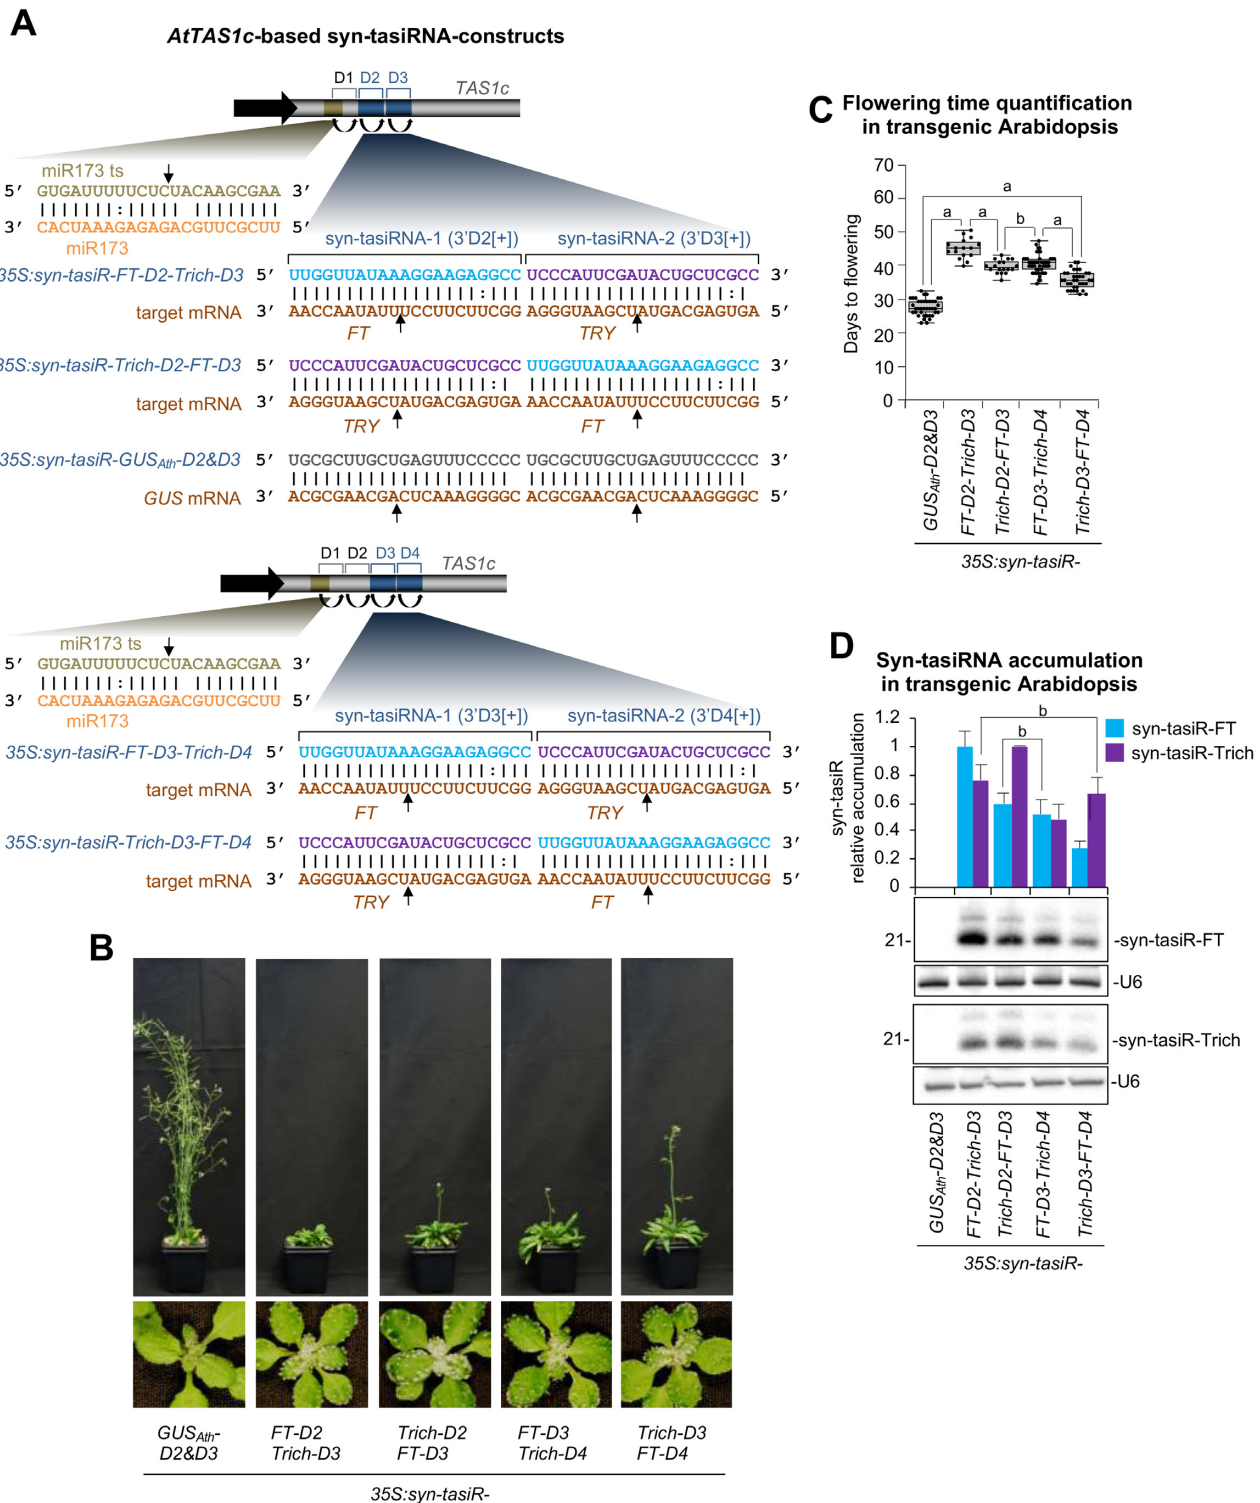 A
AtTAS1c-based syn-tasiRNA-constructs
D1 D2 D3
TAS1c
miR173 ts
5′ GUGAUUUUUCUCUACAAGCGAA 3′
3′ CACUAAAGAGAGACGUUCGCUU 5′
miR173
syn-tasiRNA-1 (3'D2[+]) syn-tasiRNA-2 (3'D3[+])
35S:syn-tasiR-FT-D2-Trich-D3 5′ UUGGUUAUAAAGGAAGAGGCC UCCCAUUCGAUACUGCUCGCC 3′
target mRNA 3′ AACCAAUAUUUCCUUCUUCGG AGGGUAAGCUAUGACGAGUGA 5′
FT TRY
35S:syn-tasiR-Trich-D2-FT-D3 5′ UCCCAUUCGAUACUGCUCGCC UUGGUUAUAAAGGAAGAGGCC 3′
target mRNA 3′ AGGGUAAGCUAUGACGAGUGA AACCAAUAUUUCCUUCUUCGG 5′
TRY FT
35S:syn-tasiR-GUSAth-D2&D3 5′ UGCGCUUGCUGAGUUUCCCCC UGCGCUUGCUGAGUUUCCCCC 3′
GUS mRNA 3′ ACGCGAACGACUCAAAGGGGC ACGCGAACGACUCAAAGGGGC 5′
D1 D2 D3 D4
TAS1c
miR173 ts
5′ GUGAUUUUUCUCUACAAGCGAA 3′
3′ CACUAAAGAGAGACGUUCGCUU 5′
miR173
syn-tasiRNA-1 (3'D3[+]) syn-tasiRNA-2 (3'D4[+])
35S:syn-tasiR-FT-D3-Trich-D4 5′ UUGGUUAUAAAGGAAGAGGCC UCCCAUUCGAUACUGCUCGCC 3′
target mRNA 3′ AACCAAUAUUUCCUUCUUCGG AGGGUAAGCUAUGACGAGUGA 5′
FT TRY
35S:syn-tasiR-Trich-D3-FT-D4 5′ UCCCAUUCGAUACUGCUCGCC UUGGUUAUAAAGGAAGAGGCC 3′
target mRNA 3′ AGGGUAAGCUAUGACGAGUGA AACCAAUAUUUCCUUCUUCGG 5′
TRY FT
B
GUSAth- FT-D2 Trich-D2 FT-D3 Trich-D3
D2&D3 Trich-D3 FT-D3 Trich-D4 FT-D4
35S:syn-tasiR-
C
Flowering time quantification
in transgenic Arabidopsis
Days to flowering
70
60
50
40
30
20
10
0
a
a a b a
GUSAth-D2&D3
FT-D2-Trich-D3
Trich-D2-FT-D3
FT-D3-Trich-D4
Trich-D3-FT-D4
35S:syn-tasiR-
D
Syn-tasiRNA accumulation
in transgenic Arabidopsis
syn-tasiR
relative accumulation
1.2
1
0.8
0.6
0.4
0.2
0
b
b
syn-tasiR-FT
syn-tasiR-Trich
21- -syn-tasiR-FT
-U6
21- -syn-tasiR-Trich
-U6
GUSAth-D2&D3
FT-D2-Trich-D3
Trich-D2-FT-D3
FT-D3-Trich-D4
Trich-D3-FT-D4
35S:syn-tasiR-